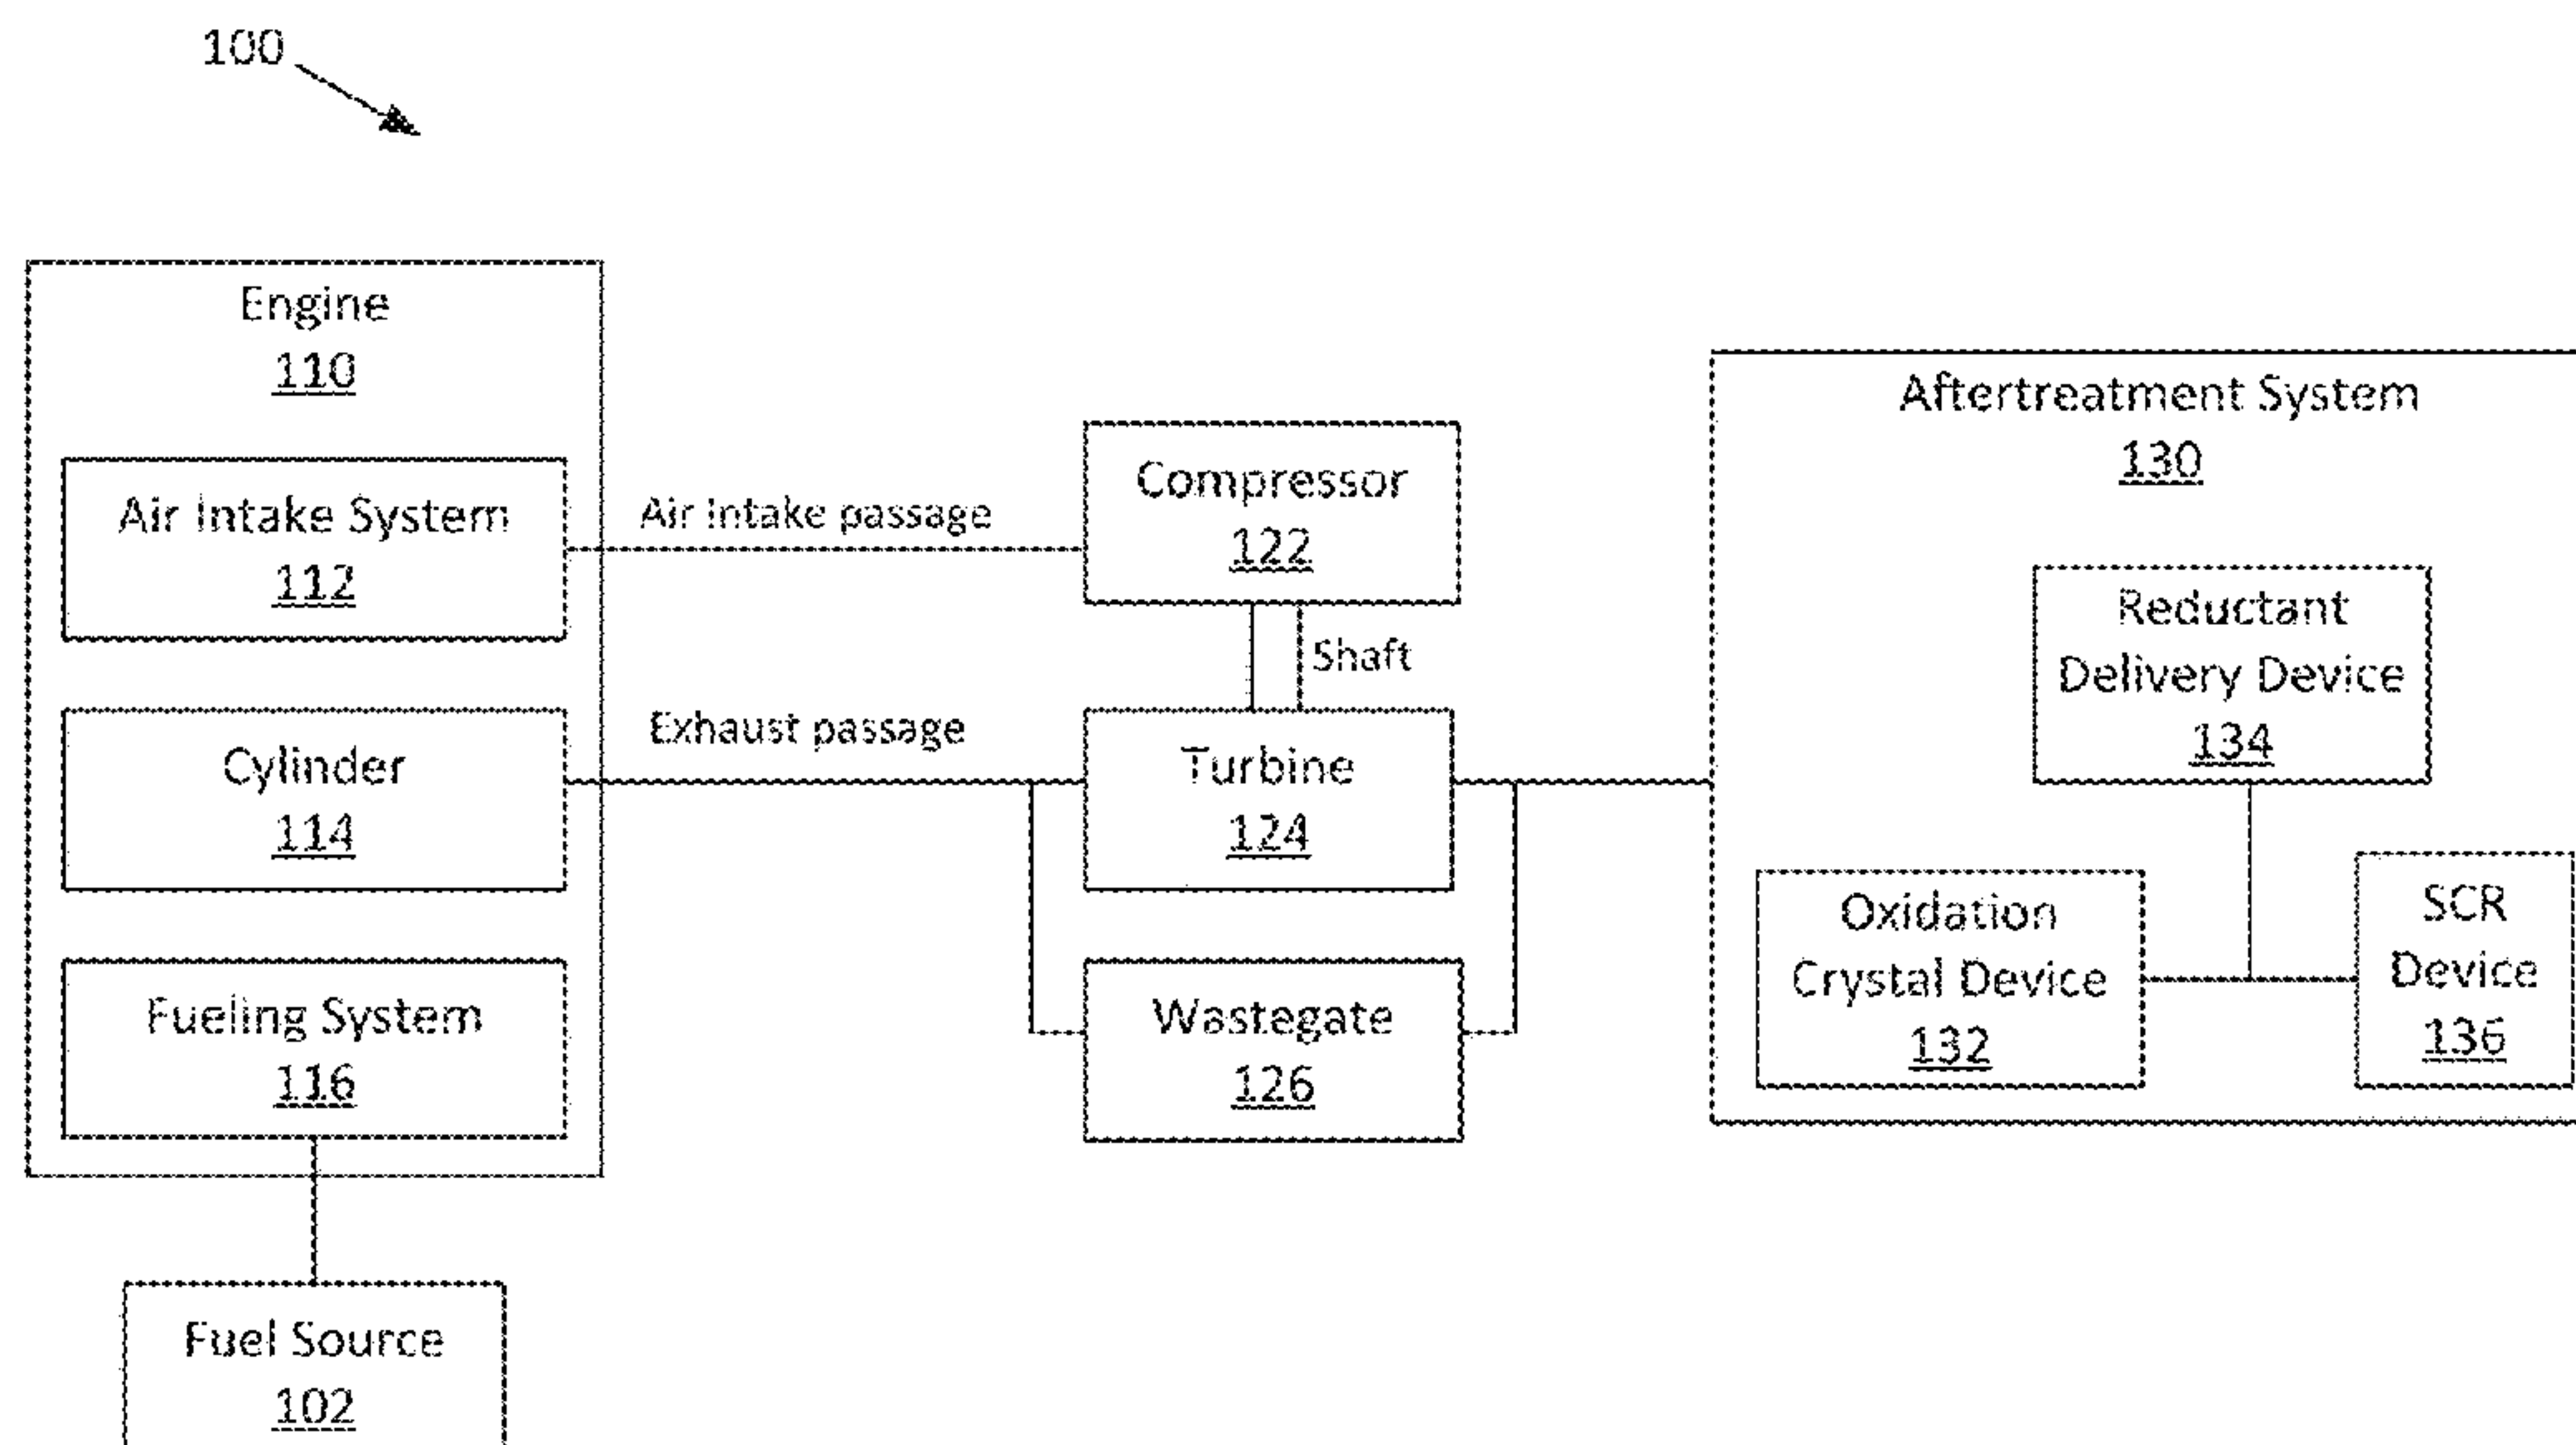 100
Engine
110
Air Intake System
112
Cylinder
114
Fueling System
116
Fuel Source
102
Air Intake passage
Exhaust passage
Compressor
122
Shaft
Turbine
124
Wastegate
126
Aftertreatment System
130
Reductant
Delivery Device
134
Oxidation
Crystal Device
132
SCR
Device
136